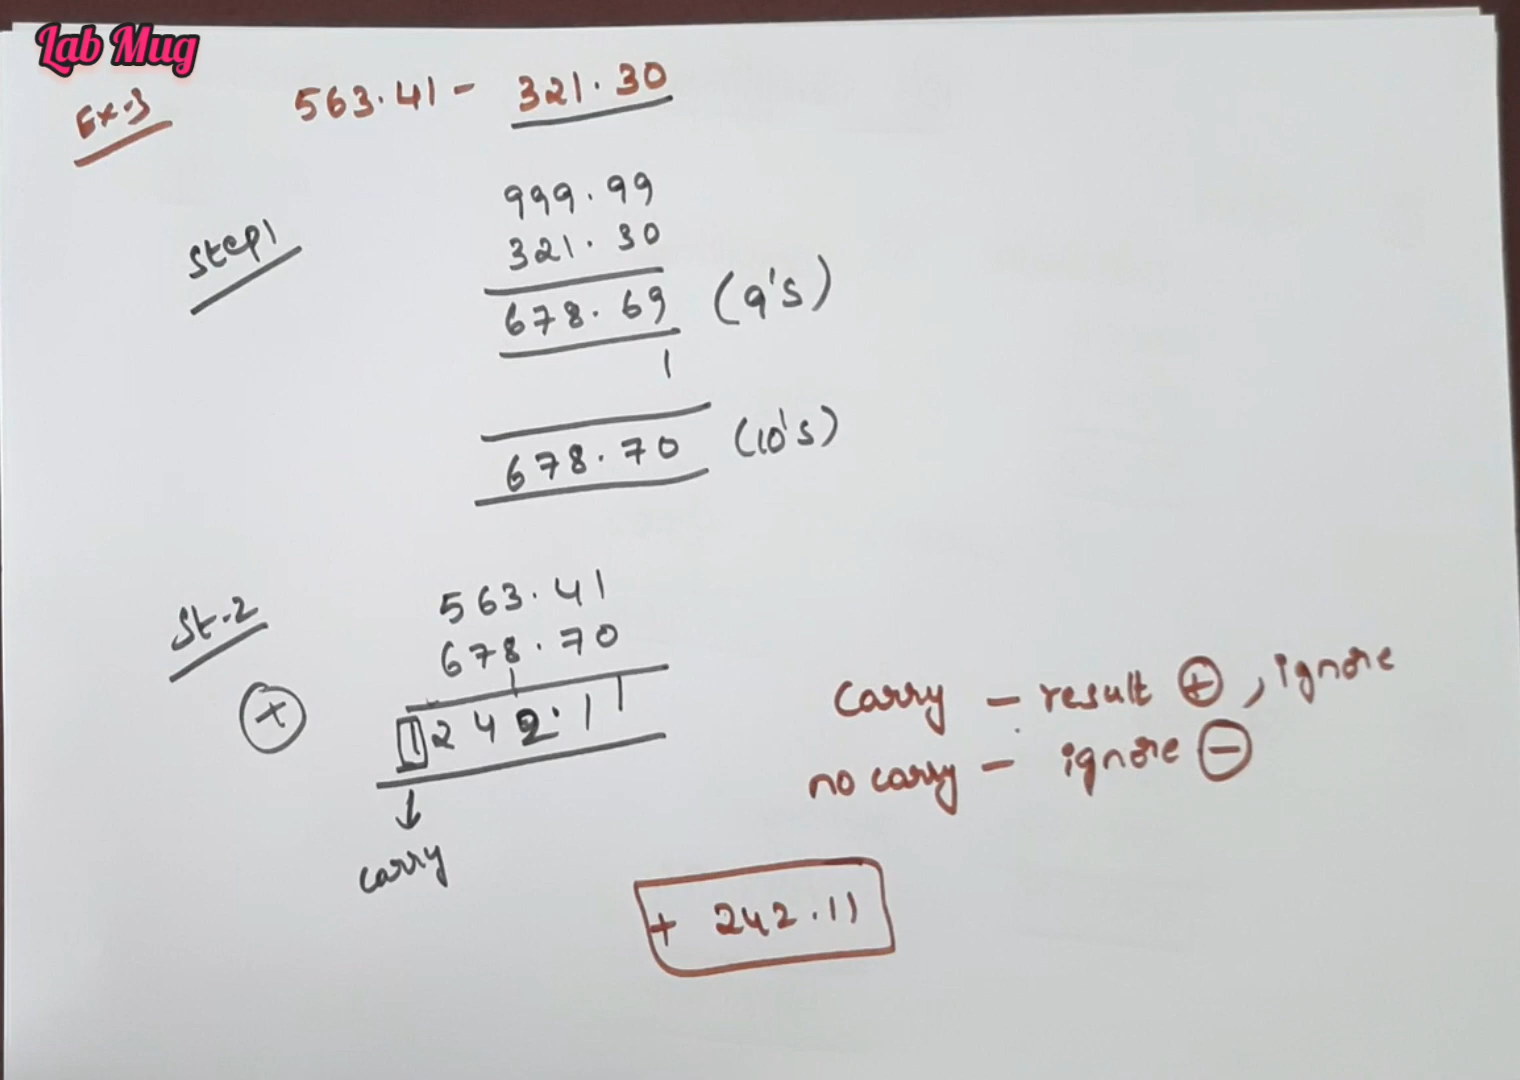 Lab Mug
Ex-3
563.41 - 321.30
Step1
999.99
321.30
678.69 (9's)
1
678.70 (10's)
St-2
563.41
678.70
1
+
1242.11
carry
Carry - result +, ignore
no carry - ignore -
+ 242.11